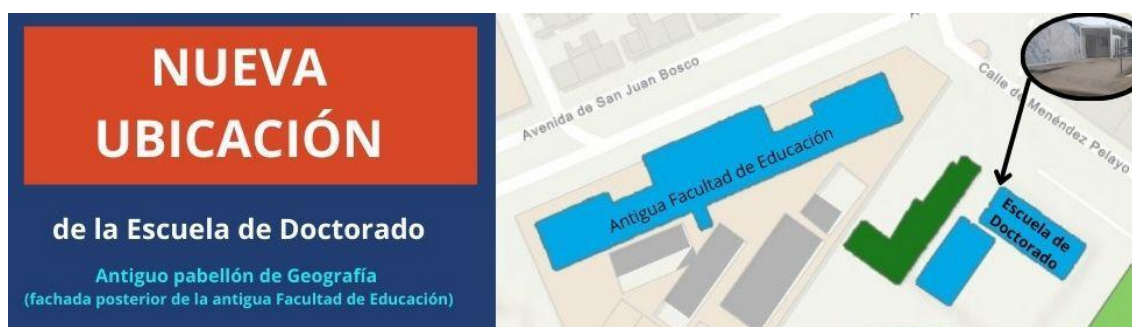 NUEVA
UBICACIÓN
de la Escuela de Doctorado
Antiguo pabellón de Geografía
(fachada posterior de la antigua Facultad de Educación)
Avenida de San Juan Bosco
Calle de Menéndez Pelayo
Antigua Facultad de Educación
Escuela de
Doctorado